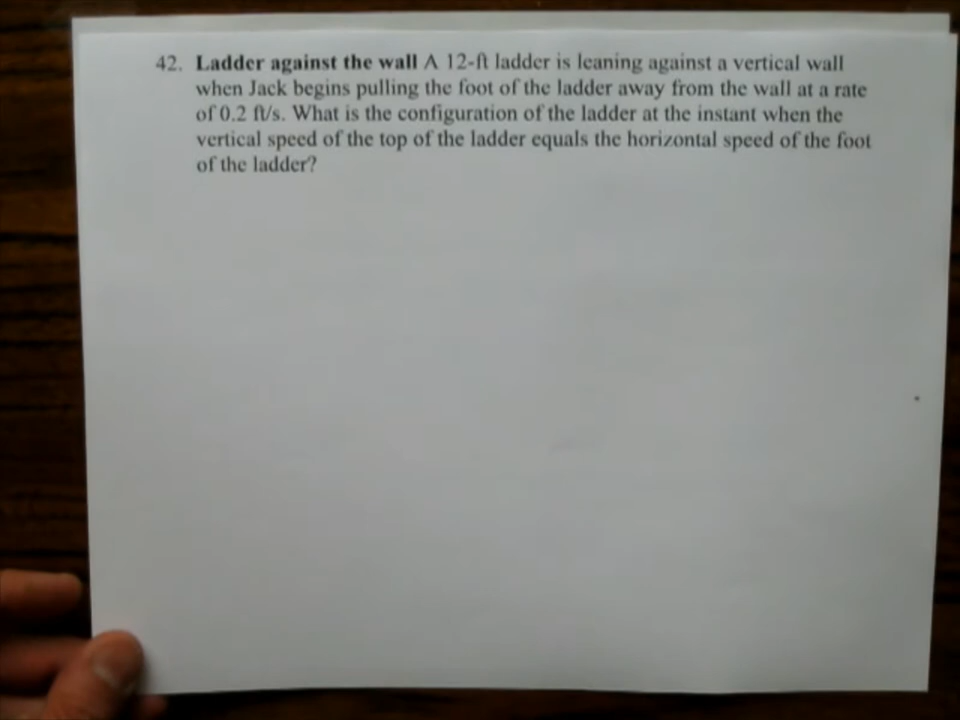 42. Ladder against the wall A 12-ft ladder is leaning against a vertical wall
when Jack begins pulling the foot of the ladder away from the wall at a rate
of 0.2 ft/s. What is the configuration of the ladder at the instant when the
vertical speed of the top of the ladder equals the horizontal speed of the foot
of the ladder?